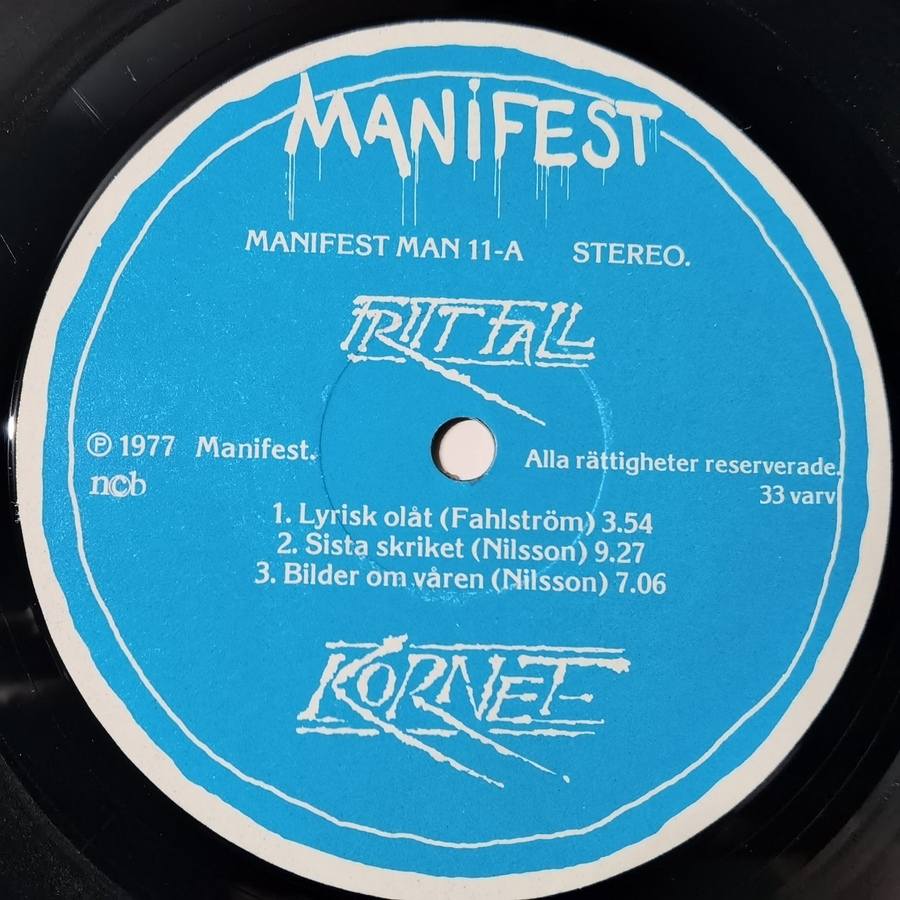 MANiFEST
MANIFEST MAN 11-A STEREO.
FRITT FALL
Ⓟ 1977 Manifest.
ncb
Alla rättigheter reserverade.
33 varv
1. Lyrisk olåt (Fahlström) 3.54
2. Sista skriket (Nilsson) 9.27
3. Bilder om våren (Nilsson) 7.06
KORNET